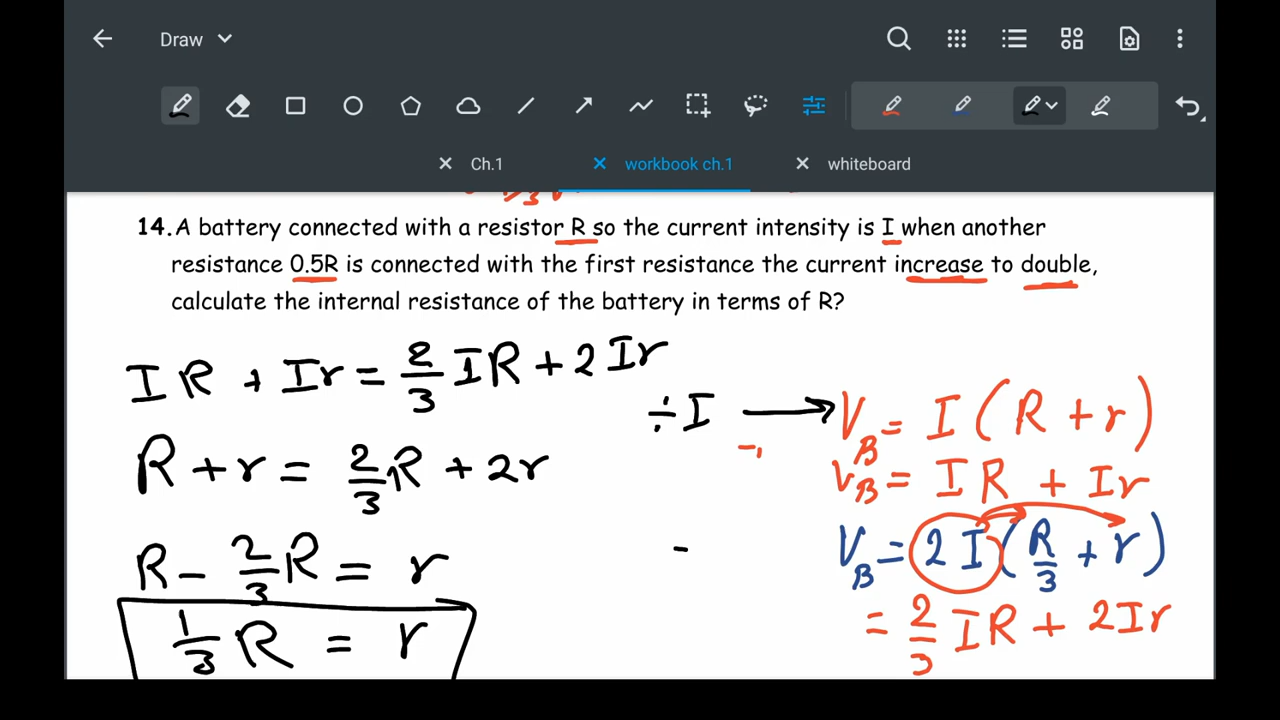 Draw
Ch.1
workbook ch.1
whiteboard
14. A battery connected with a resistor R so the current intensity is I when another
resistance 0.5R is connected with the first resistance the current increase to double,
calculate the internal resistance of the battery in terms of R?
IR + Ir = 2/3 IR + 2Ir
÷I → V_B = I(R + r)
R + r = 2/3 R + 2r
V_B = IR + Ir
R - 2/3 R = r
V_B = 2I(R/3 + r)
1/3 R = r
= 2/3 IR + 2Ir